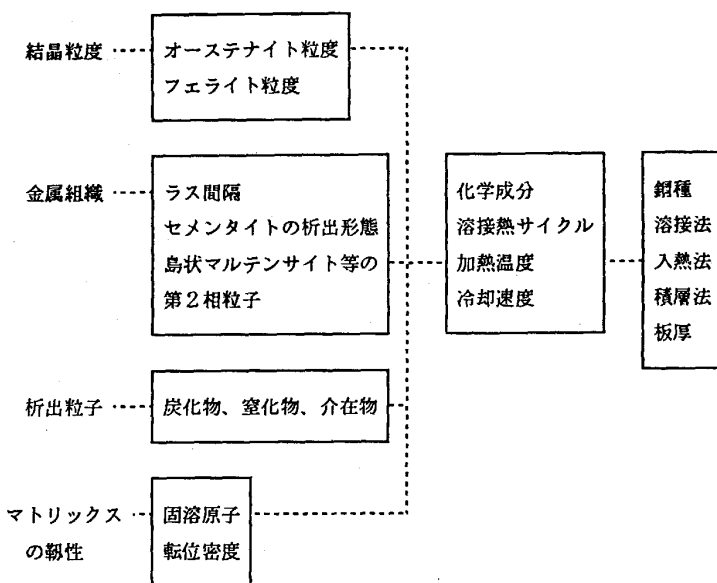 結晶粒度
オーステナイト粒度
フェライト粒度
金属組織
ラス間隔
セメンタイトの析出形態
島状マルテンサイト等の
第2相粒子
析出粒子
炭化物、窒化物、介在物
マトリックス
の靱性
固溶原子
転位密度
化学成分
溶接熱サイクル
加熱温度
冷却速度
鋼種
溶接法
入熱法
積層法
板厚